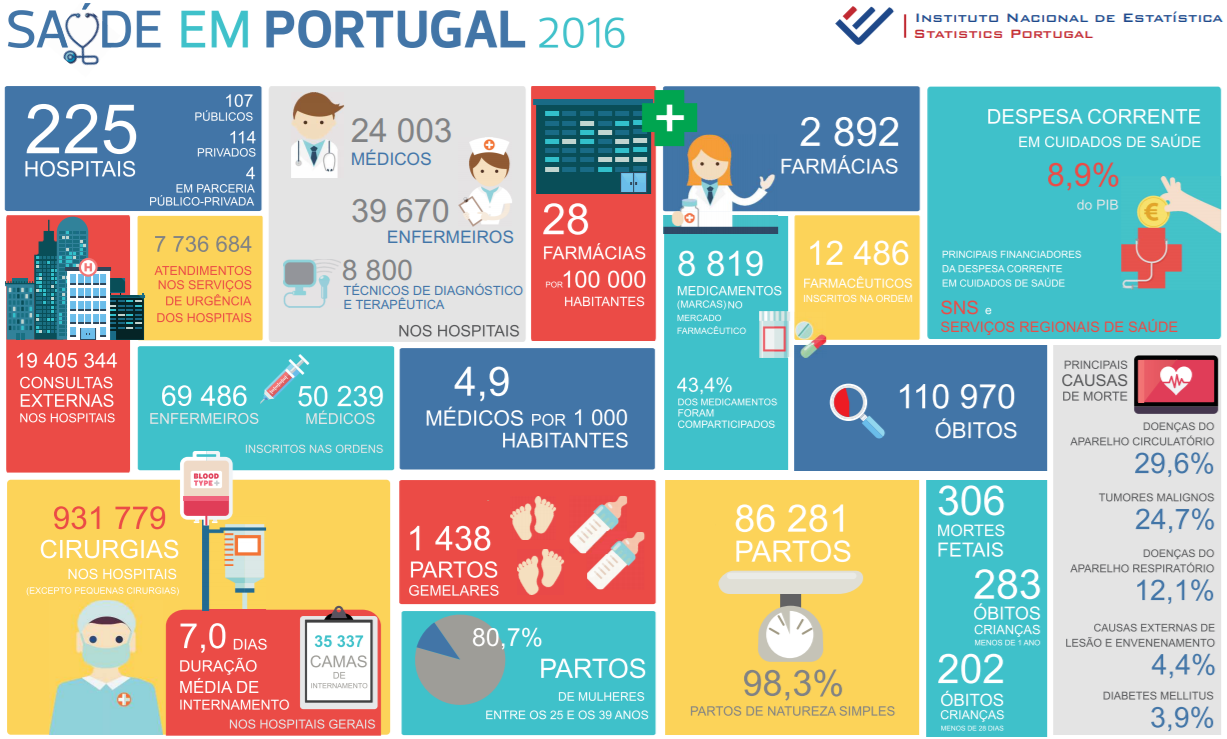 SAÚDE EM PORTUGAL 2016
INSTITUTO NACIONAL DE ESTATÍSTICA
STATISTICS PORTUGAL
225
HOSPITAIS
107
PÚBLICOS
114
PRIVADOS
4
EM PARCERIA
PÚBLICO-PRIVADA
24 003
MÉDICOS
39 670
ENFERMEIROS
8 800
TÉCNICOS DE DIAGNÓSTICO
E TERAPÊUTICA
NOS HOSPITAIS
28
FARMÁCIAS
POR 100 000
HABITANTES
2 892
FARMÁCIAS
DESPESA CORRENTE
EM CUIDADOS DE SAÚDE
8,9%
do PIB
€
PRINCIPAIS FINANCIADORES
DA DESPESA CORRENTE
EM CUIDADOS DE SAÚDE
SNS e
SERVIÇOS REGIONAIS DE SAÚDE
H
7 736 684
ATENDIMENTOS
NOS SERVIÇOS
DE URGÊNCIA
DOS HOSPITAIS
8 819
MEDICAMENTOS
(MARCAS) NO
MERCADO
FARMACÊUTICO
43,4%
DOS MEDICAMENTOS
FORAM
COMPARTICIPADOS
12 486
FARMACÊUTICOS
INSCRITOS NA ORDEM
19 405 344
CONSULTAS
EXTERNAS
NOS HOSPITAIS
69 486
ENFERMEIROS
50 239
MÉDICOS
INSCRITOS NAS ORDENS
4,9
MÉDICOS POR 1 000
HABITANTES
110 970
ÓBITOS
PRINCIPAIS
CAUSAS
DE MORTE
DOENÇAS DO
APARELHO CIRCULATÓRIO
29,6%
TUMORES MALIGNOS
24,7%
DOENÇAS DO
APARELHO RESPIRATÓRIO
12,1%
CAUSAS EXTERNAS DE
LESÃO E ENVENENAMENTO
4,4%
DIABETES MELLITUS
3,9%
BLOOD
TYPE +
931 779
CIRURGIAS
NOS HOSPITAIS
(EXCEPTO PEQUENAS CIRURGIAS)
7,0 DIAS
DURAÇÃO
MÉDIA DE
INTERNAMENTO
35 337
CAMAS
DE
INTERNAMENTO
NOS HOSPITAIS GERAIS
1 438
PARTOS
GEMELARES
80,7%
PARTOS
DE MULHERES
ENTRE OS 25 E OS 39 ANOS
86 281
PARTOS
98,3%
PARTOS DE NATUREZA SIMPLES
306
MORTES
FETAIS
283
ÓBITOS
CRIANÇAS
MENOS DE 1 ANO
202
ÓBITOS
CRIANÇAS
MENOS DE 28 DIAS